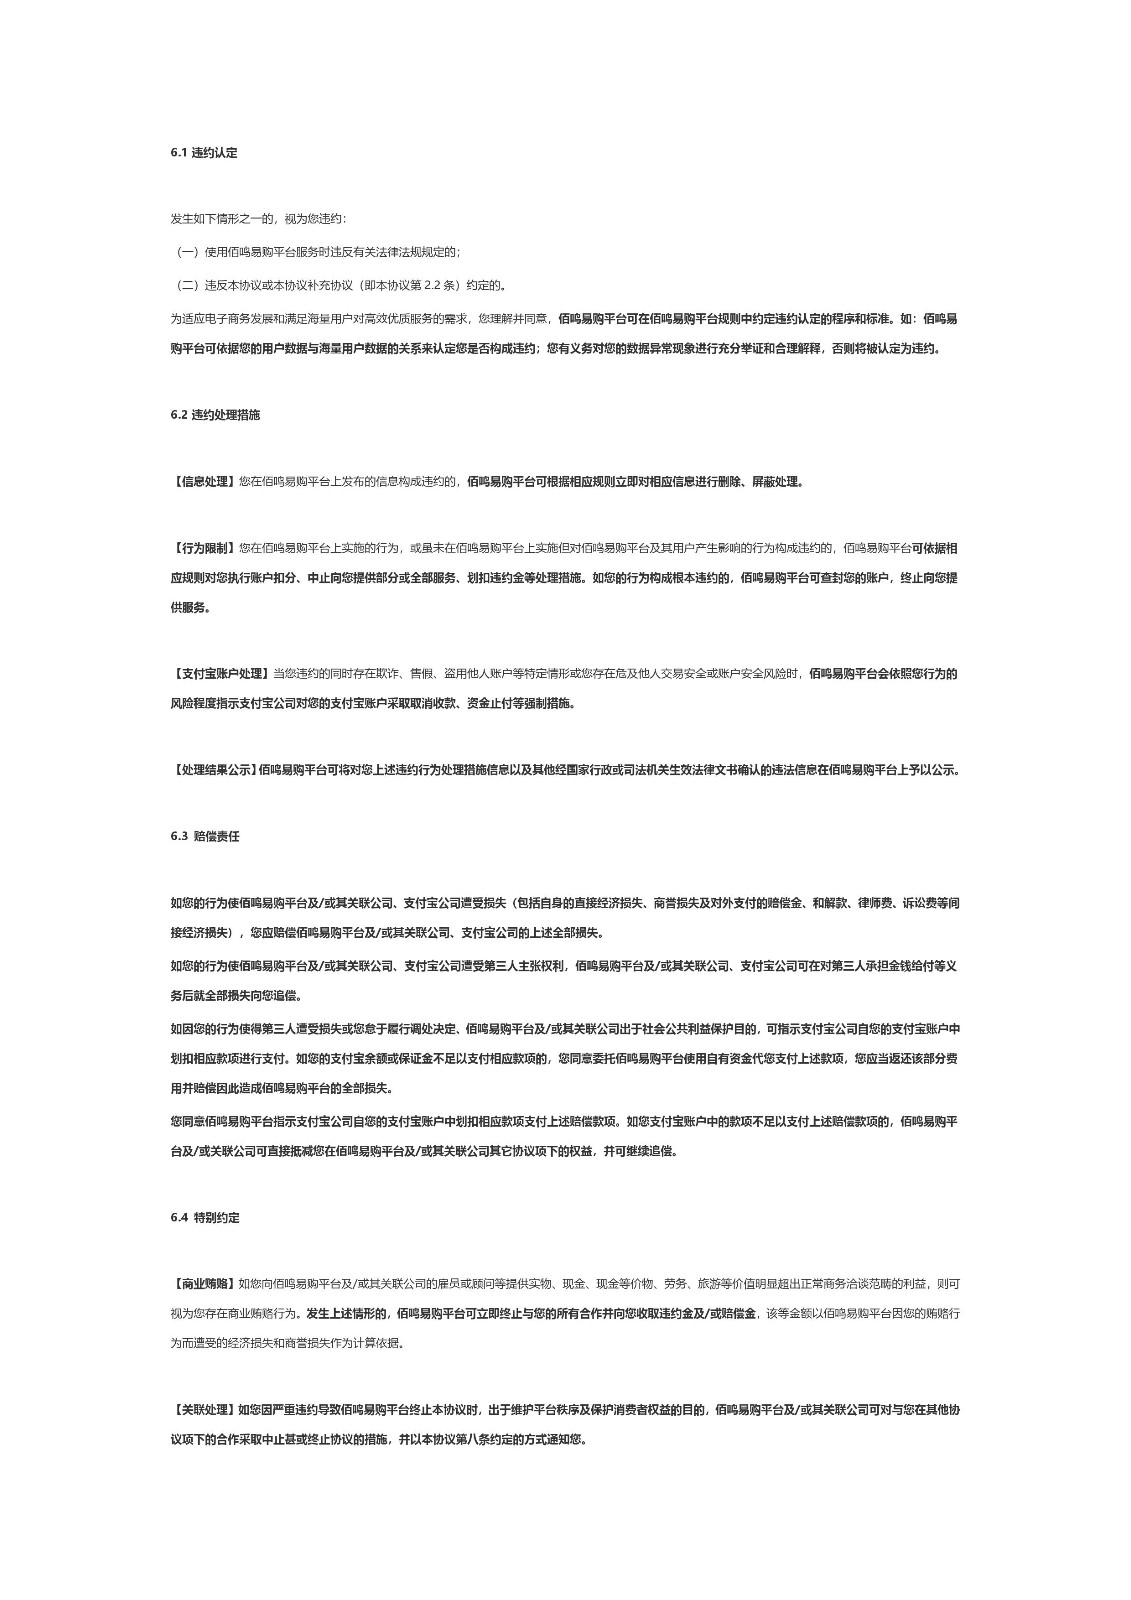 6.1 违约认定
发生如下情形之一的，视为您违约：
（一）使用佰鸣易购平台服务时违反有关法律法规规定的；
（二）违反本协议或本协议补充协议（即本协议第 2.2 条）约定的。
为适应电子商务发展和满足海量用户对高效优质服务的需求，您理解并同意，佰鸣易购平台可在佰鸣易购平台规则中约定违约认定的程序和标准。如：佰鸣易
购平台可依据您的用户数据与海量用户数据的关系来认定您是否构成违约；您有义务对您的数据异常现象进行充分举证和合理解释，否则将被认定为违约。
6.2 违约处理措施
【信息处理】您在佰鸣易购平台上发布的信息构成违约的，佰鸣易购平台可根据相应规则立即对相应信息进行删除、屏蔽处理。
【行为限制】您在佰鸣易购平台上实施的行为，或虽未在佰鸣易购平台上实施但对佰鸣易购平台及其用户产生影响的行为构成违约的，佰鸣易购平台可依据相
应规则对您执行账户扣分、中止向您提供部分或全部服务、划扣违约金等处理措施。如您的行为构成根本违约的，佰鸣易购平台可查封您的账户，终止向您提
供服务。
【支付宝账户处理】当您违约的同时存在欺诈、售假、盗用他人账户等特定情形或您存在危及他人交易安全或账户安全风险时，佰鸣易购平台会依照您行为的
风险程度指示支付宝公司对您的支付宝账户采取取消收款、资金止付等强制措施。
【处理结果公示】佰鸣易购平台可将对您上述违约行为处理措施信息以及其他经国家行政或司法机关生效法律文书确认的违法信息在佰鸣易购平台上予以公示。
6.3 赔偿责任
如您的行为使佰鸣易购平台及/或其关联公司、支付宝公司遭受损失（包括自身的直接经济损失、商誉损失及对外支付的赔偿金、和解款、律师费、诉讼费等间
接经济损失），您应赔偿佰鸣易购平台及/或其关联公司、支付宝公司的上述全部损失。
如您的行为使佰鸣易购平台及/或其关联公司、支付宝公司遭受第三人主张权利，佰鸣易购平台及/或其关联公司、支付宝公司可在对第三人承担金钱给付等义
务后就全部损失向您追偿。
如因您的行为使得第三人遭受损失或您怠于履行调处决定、佰鸣易购平台及/或其关联公司出于社会公共利益保护目的，可指示支付宝公司自您的支付宝账户中
划扣相应款项进行支付。如您的支付宝余额或保证金不足以支付相应款项的，您同意委托佰鸣易购平台使用自有资金代您支付上述款项，您应当返还该部分费
用并赔偿因此造成佰鸣易购平台的全部损失。
您同意佰鸣易购平台指示支付宝公司自您的支付宝账户中划扣相应款项支付上述赔偿款项。如您支付宝账户中的款项不足以支付上述赔偿款项的，佰鸣易购平
台及/或关联公司可直接抵减您在佰鸣易购平台及/或其关联公司其它协议项下的权益，并可继续追偿。
6.4 特别约定
【商业贿赂】如您向佰鸣易购平台及/或其关联公司的雇员或顾问等提供实物、现金、现金等价物、劳务、旅游等价值明显超出正常商务洽谈范畴的利益，则可
视为您存在商业贿赂行为。发生上述情形的，佰鸣易购平台可立即终止与您的所有合作并向您收取违约金及/或赔偿金，该等金额以佰鸣易购平台因您的贿赂行
为而遭受的经济损失和商誉损失作为计算依据。
【关联处理】如您因严重违约导致佰鸣易购平台终止本协议时，出于维护平台秩序及保护消费者权益的目的，佰鸣易购平台及/或其关联公司可对与您在其他协
议项下的合作采取中止甚或终止协议的措施，并以本协议第八条约定的方式通知您。